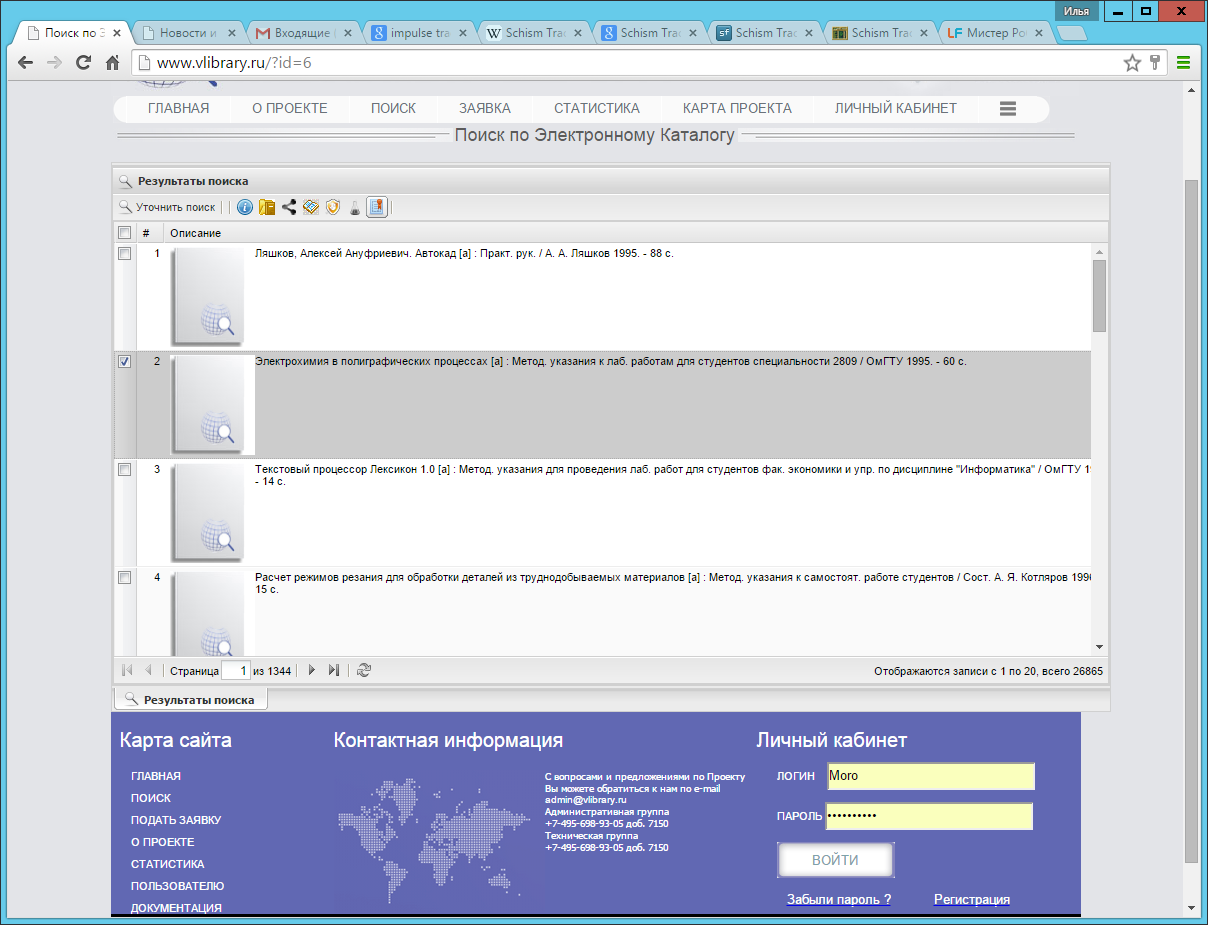 Илья
Поиск по Э
Новости и
Входящие (
impulse tra
Schism Trac
Schism Trac
Schism Trac
Schism Trac
Мистер Ро
www.vlibrary.ru/?id=6
ГЛАВНАЯ О ПРОЕКТЕ ПОИСК ЗАЯВКА СТАТИСТИКА КАРТА ПРОЕКТА ЛИЧНЫЙ КАБИНЕТ
Поиск по Электронному Каталогу
Результаты поиска
Уточнить поиск
# Описание
1 Ляшков, Алексей Ануфриевич. Автокад [а] : Практ. рук. / А. А. Ляшков 1995. - 88 с.
2 Электрохимия в полиграфических процессах [а] : Метод. указания к лаб. работам для студентов специальности 2809 / ОмГТУ 1995. - 60 с.
3 Текстовый процессор Лексикон 1.0 [а] : Метод. указания для проведения лаб. работ для студентов фак. экономики и упр. по дисциплине "Информатика" / ОмГТУ 19
- 14 с.
4 Расчет режимов резания для обработки деталей из труднодобываемых материалов [а] : Метод. указания к самостоят. работе студентов / Сост. А. Я. Котляров 1996
15 с.
Страница 1 из 1344 Отображаются записи с 1 по 20, всего 26865
Результаты поиска
Карта сайта
ГЛАВНАЯ
ПОИСК
ПОДАТЬ ЗАЯВКУ
О ПРОЕКТЕ
СТАТИСТИКА
ПОЛЬЗОВАТЕЛЮ
ДОКУМЕНТАЦИЯ
Контактная информация
С вопросами и предложениями по Проекту
Вы можете обратиться к нам по e-mail
admin@vlibrary.ru
Административная группа
+7-495-698-93-05 доб. 7150
Техническая группа
+7-495-698-93-05 доб. 7150
Личный кабинет
ЛОГИН Moro
ПАРОЛЬ ••••••••••
ВОЙТИ
Забыли пароль ? Регистрация